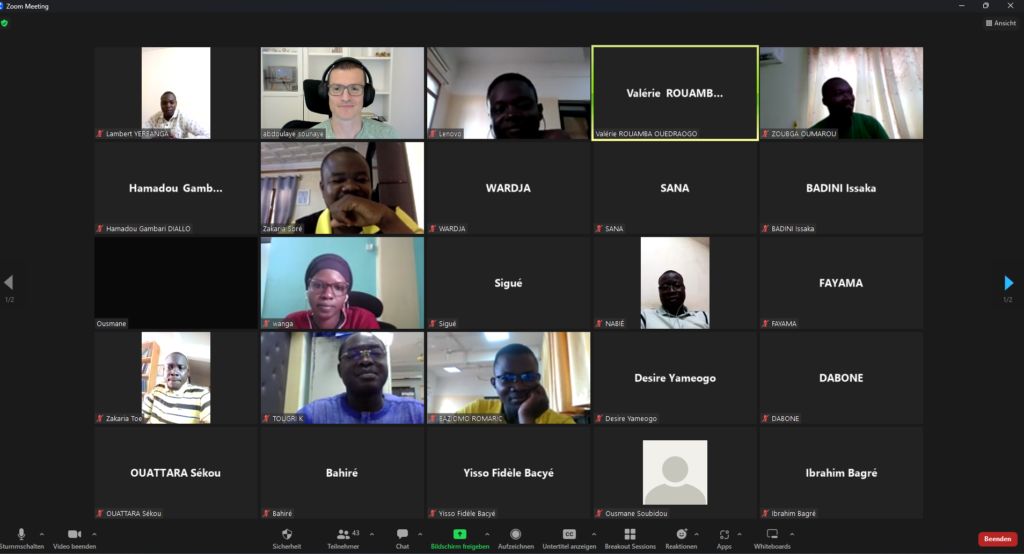 Zoom Meeting
Ansicht
Lambert YERBANGA
abdoulaye sounaye
Lenovo
Valérie ROUAMB...
Valérie ROUAMBA OUEDRAOGO
ZOUBGA OUMAROU
Hamadou Gamb...
Hamadou Gambari DIALLO
Zakaria Soré
WARDJA
WARDJA
SANA
SANA
BADINI Issaka
BADINI Issaka
1/2
1/2
Ousmane
wanga
Sigué
Sigué
NABIÉ
FAYAMA
FAYAMA
Zakaria Toe
TOUGRI K
BAZIOMO ROMARIC
Desire Yameogo
Desire Yameogo
DABONE
DABONE
OUATTARA Sékou
OUATTARA Sékou
Bahiré
Bahiré
Yisso Fidèle Bacyé
Yisso Fidèle Bacyé
Ousmane Soubidou
Ibrahim Bagré
Ibrahim Bagré
Stummschalten
Video beenden
Sicherheit
43
Teilnehmer
Chat
Bildschirm freigeben
Aufzeichnen
CC
Untertitel anzeigen
Breakout Sessions
Reaktionen
Apps
Whiteboards
Beenden